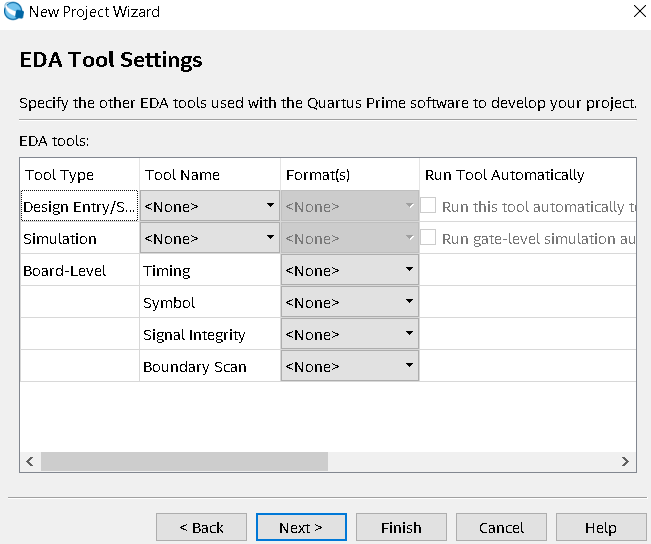 New Project Wizard
EDA Tool Settings
Specify the other EDA tools used with the Quartus Prime software to develop your project.
EDA tools:
Tool Type Tool Name Format(s) Run Tool Automatically
Design Entry/S... <None> <None> Run this tool automatically t
Simulation <None> <None> Run gate-level simulation au
Board-Level Timing <None>
Symbol <None>
Signal Integrity <None>
Boundary Scan <None>
< Back Next > Finish Cancel Help